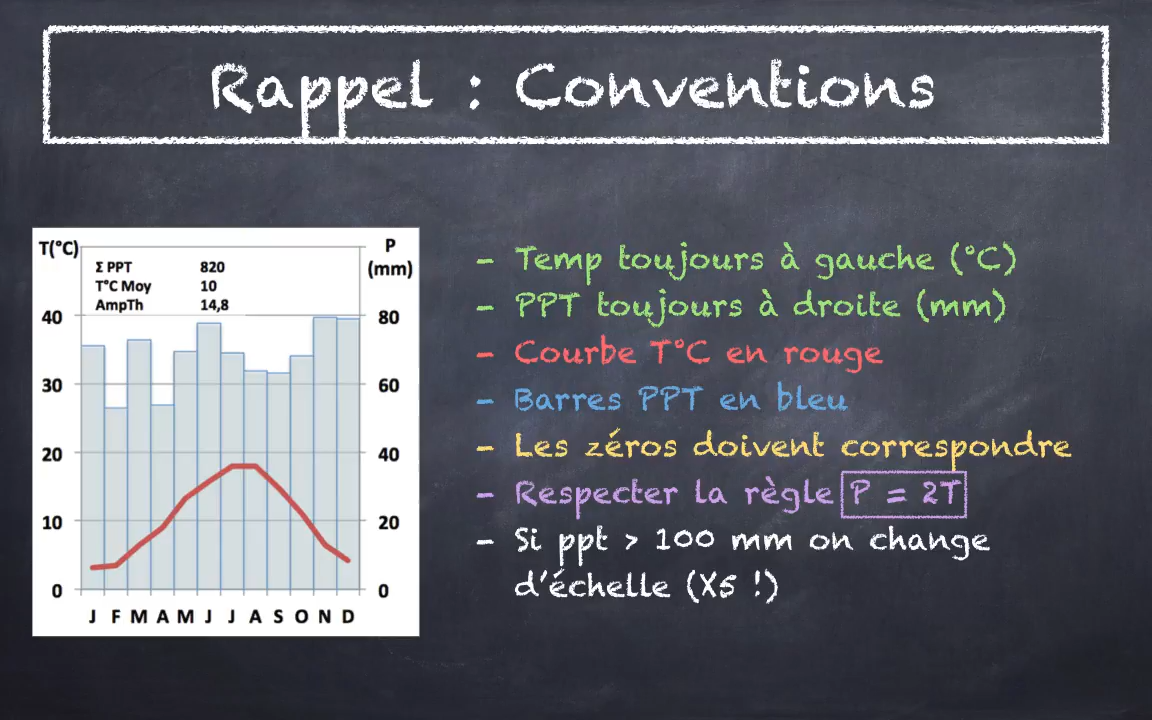 Rappel : Conventions
T(°C)
P
(mm)
Σ PPT 820
T°C Moy 10
AmpTh 14,8
40 80
30 60
20 40
10 20
0 0
J F M A M J J A S O N D
- Temp toujours à gauche (°C)
- PPT toujours à droite (mm)
- Courbe T°C en rouge
- Barres PPT en bleu
- Les zéros doivent correspondre
- Respecter la règle P = 2T
- Si ppt > 100 mm on change
d'échelle (X5 !)